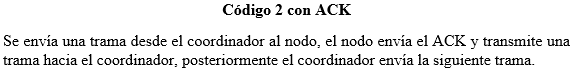 Código 2 con ACK
Se envía una trama desde el coordinador al nodo, el nodo envía el ACK y transmite una
trama hacia el coordinador, posteriormente el coordinador envía la siguiente trama.